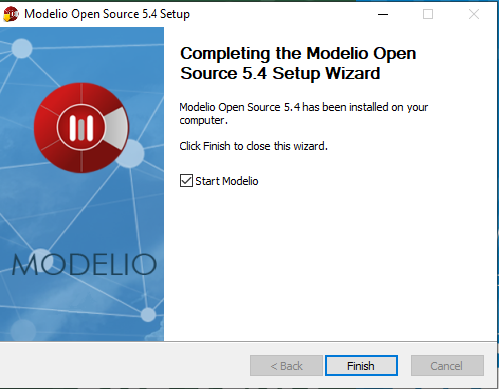 Modelio Open Source 5.4 Setup
Completing the Modelio Open
Source 5.4 Setup Wizard
Modelio Open Source 5.4 has been installed on your
computer.
Click Finish to close this wizard.
Start Modelio
MODELIO
< Back
Finish
Cancel